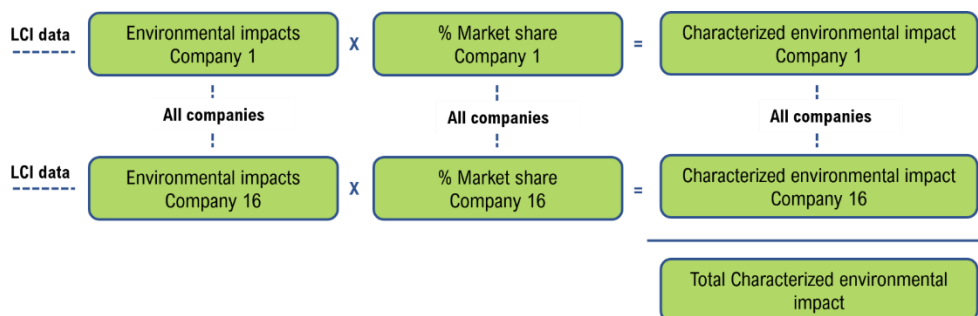 LCI data
Environmental impacts
Company 1
X
% Market share
Company 1
=
Characterized environmental impact
Company 1
All companies
All companies
All companies
LCI data
Environmental impacts
Company 16
X
% Market share
Company 16
=
Characterized environmental impact
Company 16
Total Characterized environmental
impact